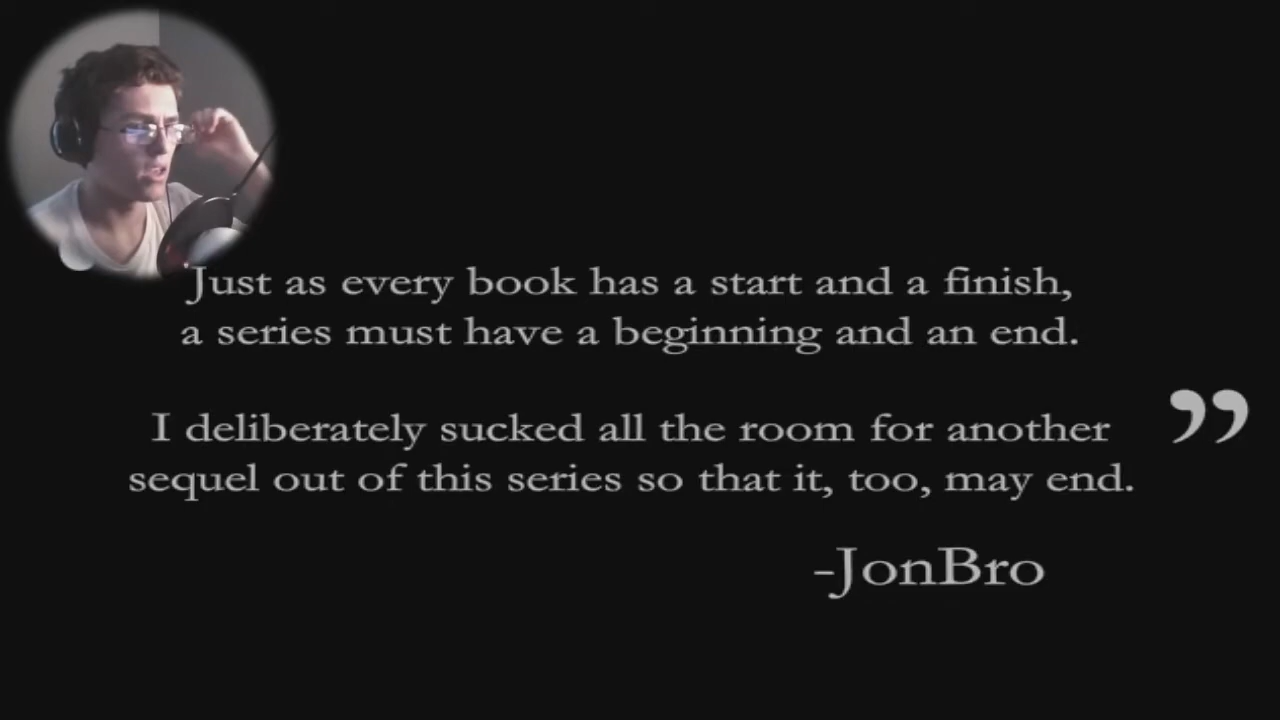 Just as every book has a start and a finish,
a series must have a beginning and an end.
I deliberately sucked all the room for another
sequel out of this series so that it, too, may end.
”
-JonBro